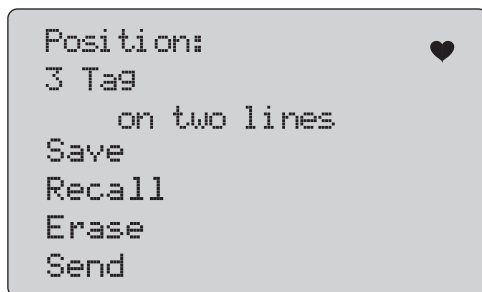 Position:
3 Tag
on two lines
Save
Recall
Erase
Send